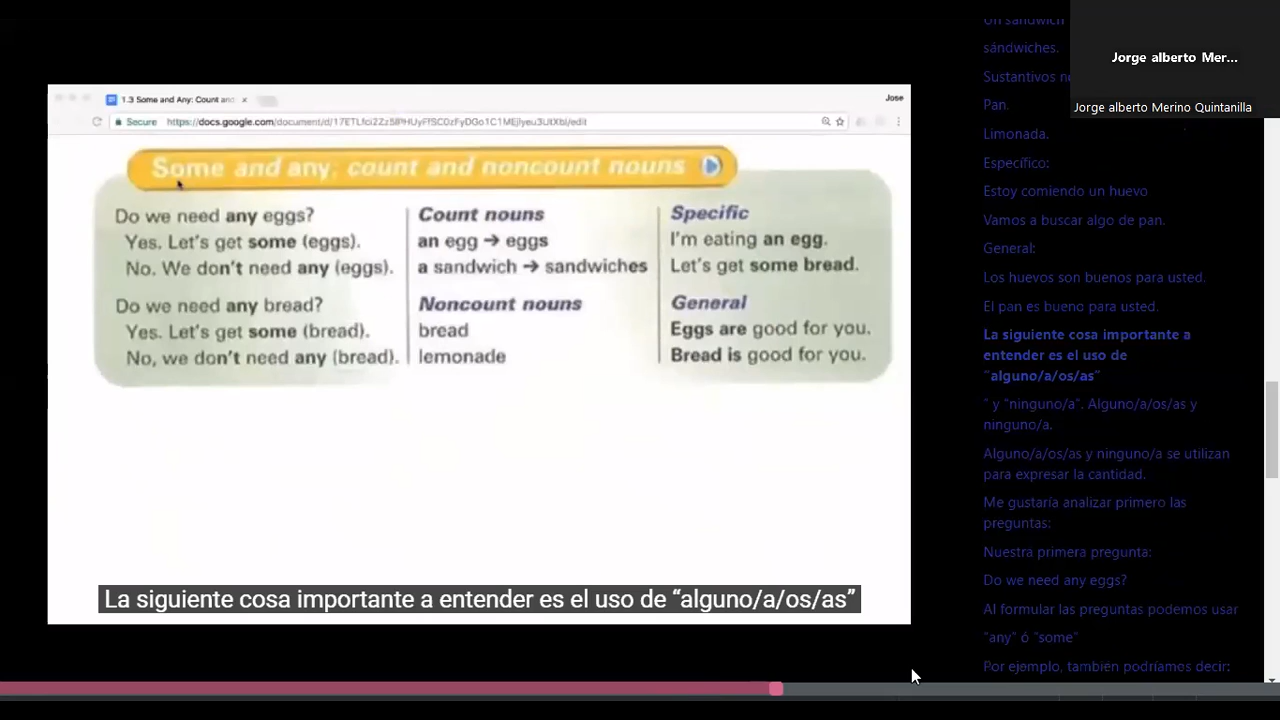 1.3 Some and Any: Count and
Jose
Secure
Some and any; count and noncount nouns
Do we need any eggs?
Yes. Let's get some (eggs).
No. We don't need any (eggs).
Do we need any bread?
Yes. Let's get some (bread).
No, we don't need any (bread).
Count nouns
an egg → eggs
a sandwich → sandwiches
Noncount nouns
bread
lemonade
Specific
I'm eating an egg.
Let's get some bread.
General
Eggs are good for you.
Bread is good for you.
La siguiente cosa importante a entender es el uso de “alguno/a/os/as”
Un sandwich
sándwiches.
Sustantivos
Pan.
Limonada.
Específico:
Estoy comiendo un huevo
Vamos a buscar algo de pan.
General:
Los huevos son buenos para usted.
El pan es bueno para usted.
La siguiente cosa importante a
entender es el uso de
“alguno/a/os/as”
” y “ninguno/a”. Alguno/a/os/as y
ninguno/a.
Alguno/a/os/as y ninguno/a se utilizan
para expresar la cantidad.
Me gustaría analizar primero las
preguntas:
Nuestra primera pregunta:
Do we need any eggs?
Al formular las preguntas podemos usar
“any” ó “some”
Por ejemplo, también podríamos decir:
Jorge alberto Mer...
Jorge alberto Merino Quintanilla